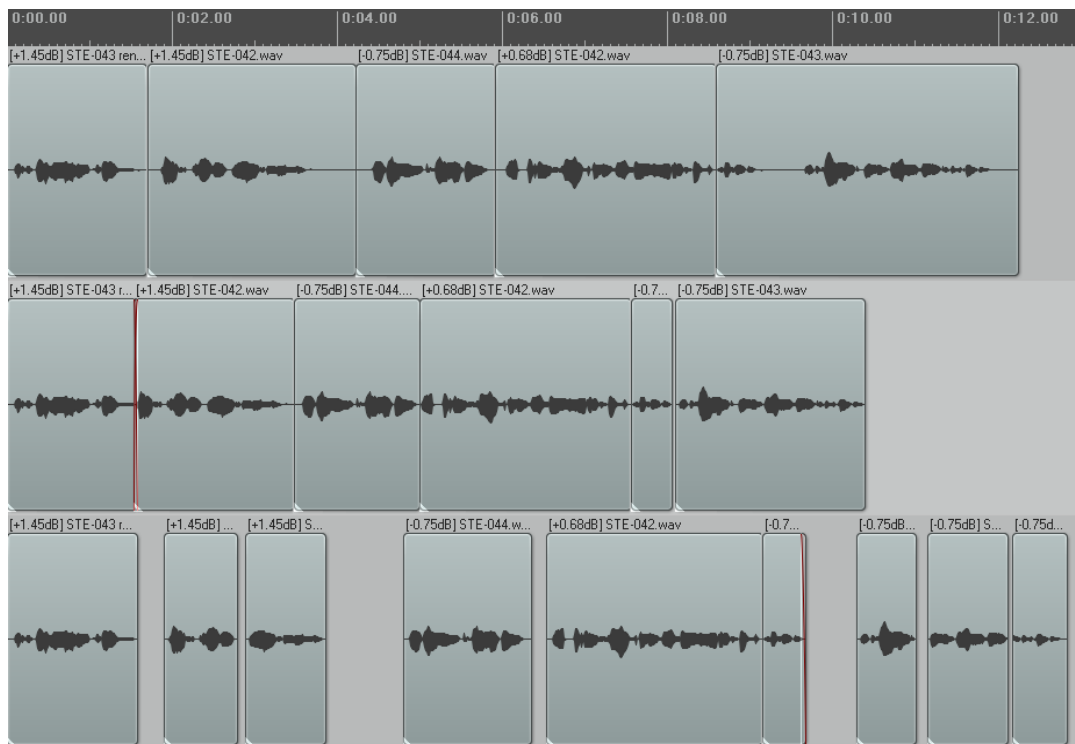 0:00.00 0:02.00 0:04.00 0:06.00 0:08.00 0:10.00 0:12.00
[+1.45dB] STE-043 ren... [+1.45dB] STE-042.wav [-0.75dB] STE-044.wav [+0.68dB] STE-042.wav [-0.75dB] STE-043.wav
[+1.45dB] STE-043 r... [+1.45dB] STE-042.wav [-0.75dB] STE-044.... [+0.68dB] STE-042.wav [-0.7... [-0.75dB] STE-043.wav
[+1.45dB] STE-043 r... [+1.45dB] ... [+1.45dB] S... [-0.75dB] STE-044.w... [+0.68dB] STE-042.wav [-0.7... [-0.75dB... [-0.75dB] S... [-0.75d...